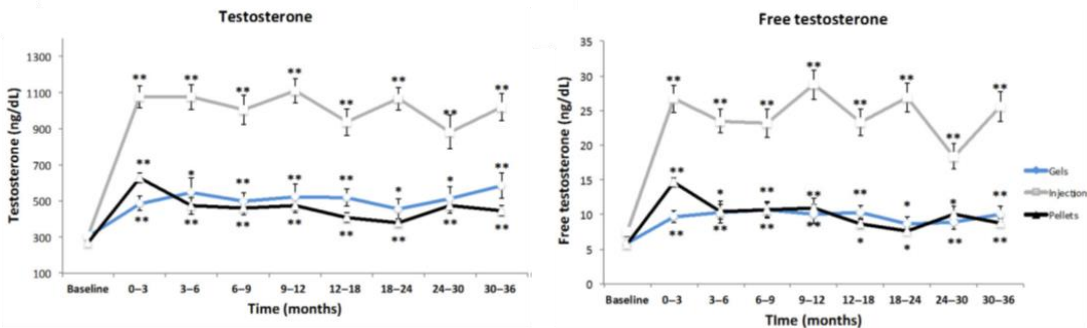 Testosterone
Testosterone (ng/dL)
1300
1100
900
700
500
300
100
** ** ** ** ** ** ** **
** * ** ** ** * * **
** ** ** ** ** ** ** **
Baseline 0–3 3–6 6–9 9–12 12–18 18–24 24–30 30–36
Time (months)
Free testosterone
Free testosterone (ng/dL)
35
30
25
20
15
10
5
0
** ** ** ** ** ** ** **
** * ** ** ** * * **
** ** ** ** * * ** **
Baseline 0–3 3–6 6–9 9–12 12–18 18–24 24–30 30–36
TIme (months)
Gels
Injection
Pellets